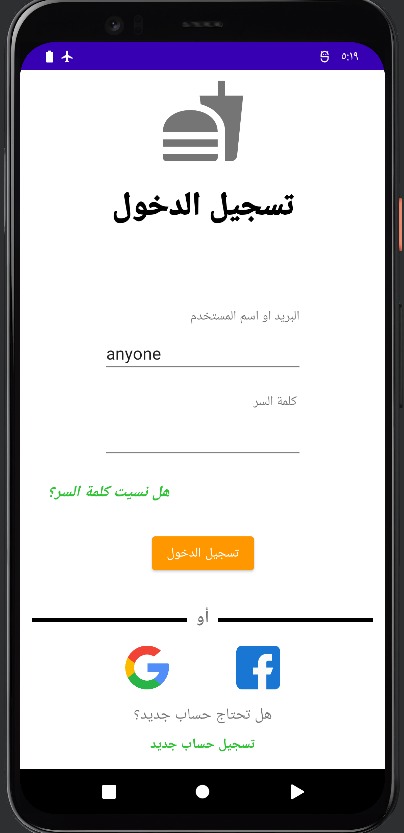 ٥:١٩
تسجيل الدخول
البريد او اسم المستخدم
anyone
كلمة السر
هل نسيت كلمة السر؟
تسجيل الدخول
أو
هل تحتاج حساب جديد؟
تسجيل حساب جديد